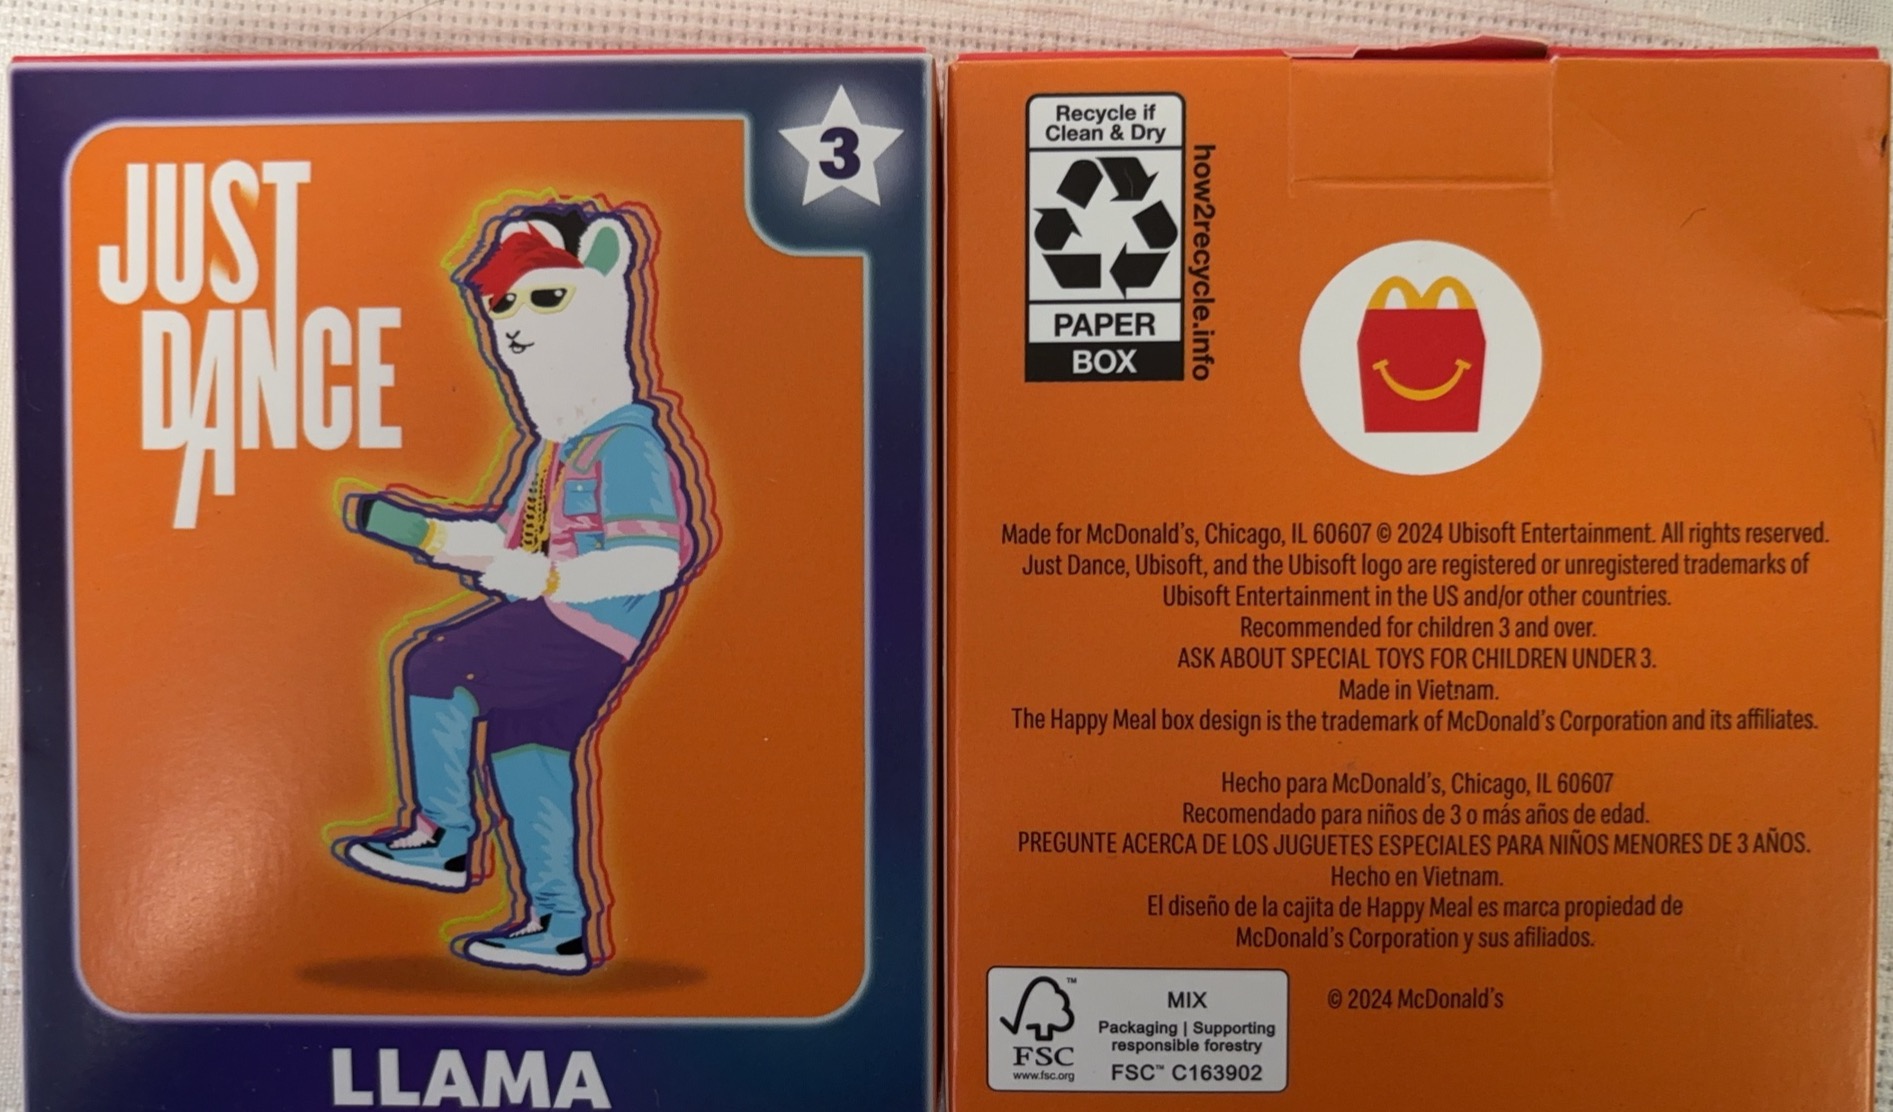 JUST
DANCE
3
LLAMA
Recycle if
Clean & Dry
PAPER
BOX
how2recycle.info
Made for McDonald's, Chicago, IL 60607 © 2024 Ubisoft Entertainment. All rights reserved.
Just Dance, Ubisoft, and the Ubisoft logo are registered or unregistered trademarks of
Ubisoft Entertainment in the US and/or other countries.
Recommended for children 3 and over.
ASK ABOUT SPECIAL TOYS FOR CHILDREN UNDER 3.
Made in Vietnam.
The Happy Meal box design is the trademark of McDonald's Corporation and its affiliates.
Hecho para McDonald's, Chicago, IL 60607
Recomendado para niños de 3 o más años de edad.
PREGUNTE ACERCA DE LOS JUGUETES ESPECIALES PARA NIÑOS MENORES DE 3 AÑOS.
Hecho en Vietnam.
El diseño de la cajita de Happy Meal es marca propiedad de
McDonald's Corporation y sus afiliados.
© 2024 McDonald's
™
FSC
www.fsc.org
MIX
Packaging | Supporting
responsible forestry
FSC™ C163902